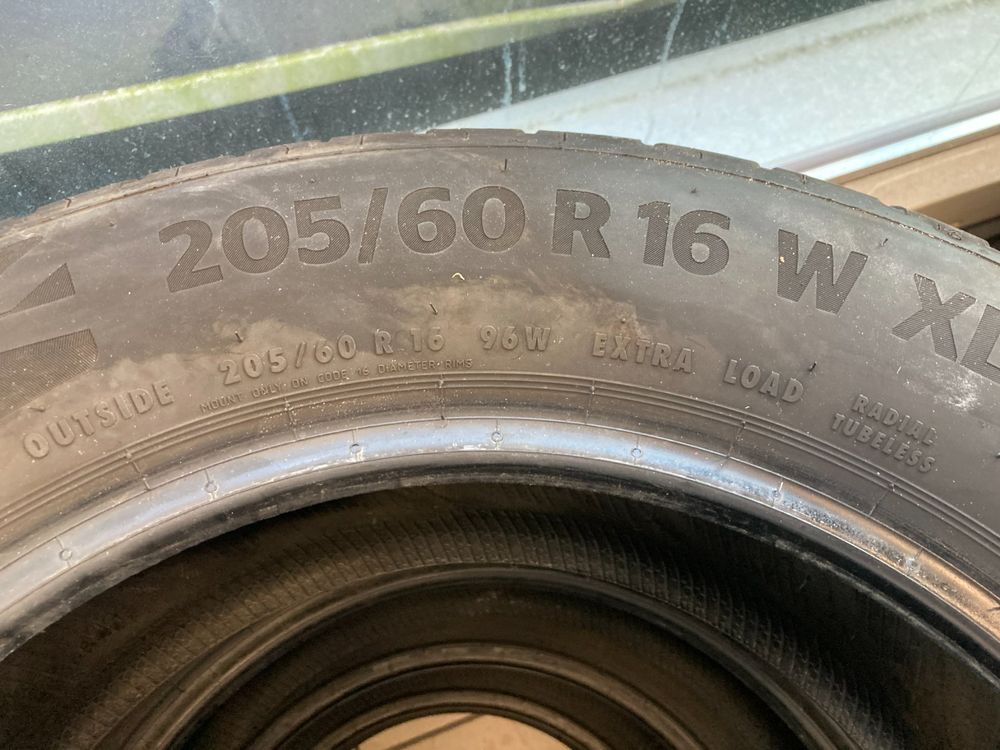 205/60 R 16 W XL
OUTSIDE 205/60 R 16 96W EXTRA LOAD
MOUNT ONLY ON CODE 16 DIAMETER RIMS
RADIAL
TUBELESS